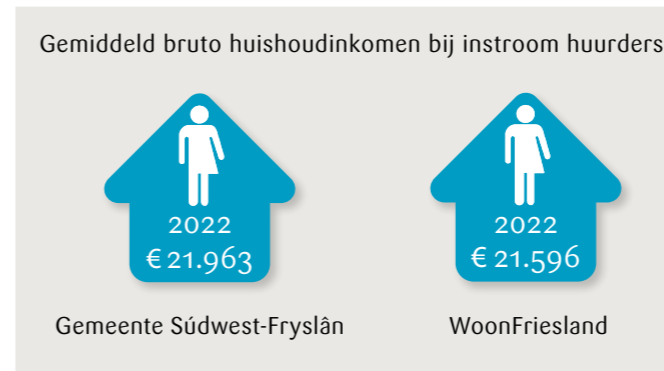 Gemiddeld bruto huishoudinkomen bij instroom huurders
2022
€ 21.963
Gemeente Súdwest-Fryslân
2022
€ 21.596
WoonFriesland